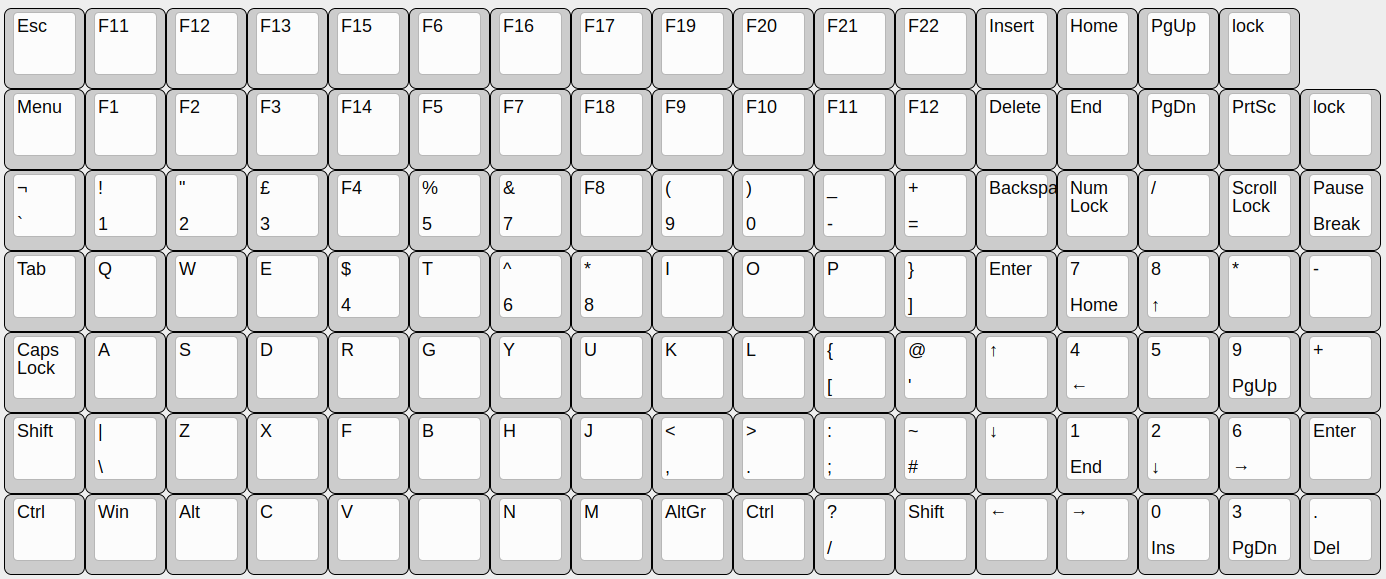 Esc F11 F12 F13 F15 F6 F16 F17 F19 F20 F21 F22 Insert Home PgUp lock
Menu F1 F2 F3 F14 F5 F7 F18 F9 F10 F11 F12 Delete End PgDn PrtSc lock
¬ ! " £ F4 % & F8 ( ) _ + Backspa Num / Scroll Pause
Lock Lock
` 1 2 3 5 7 9 0 - = Break
Tab Q W E $ T ^ * I O P } Enter 7 8 * -
4 6 8 ] Home ↑
Caps A S D R G Y U K L { @ ↑ 4 5 9 +
Lock
[ ' ← PgUp
Shift | Z X F B H J < > : ~ ↓ 1 2 6 Enter
\ , . ; # End ↓ →
Ctrl Win Alt C V N M AltGr Ctrl ? Shift ← → 0 3 .
/ Ins PgDn Del